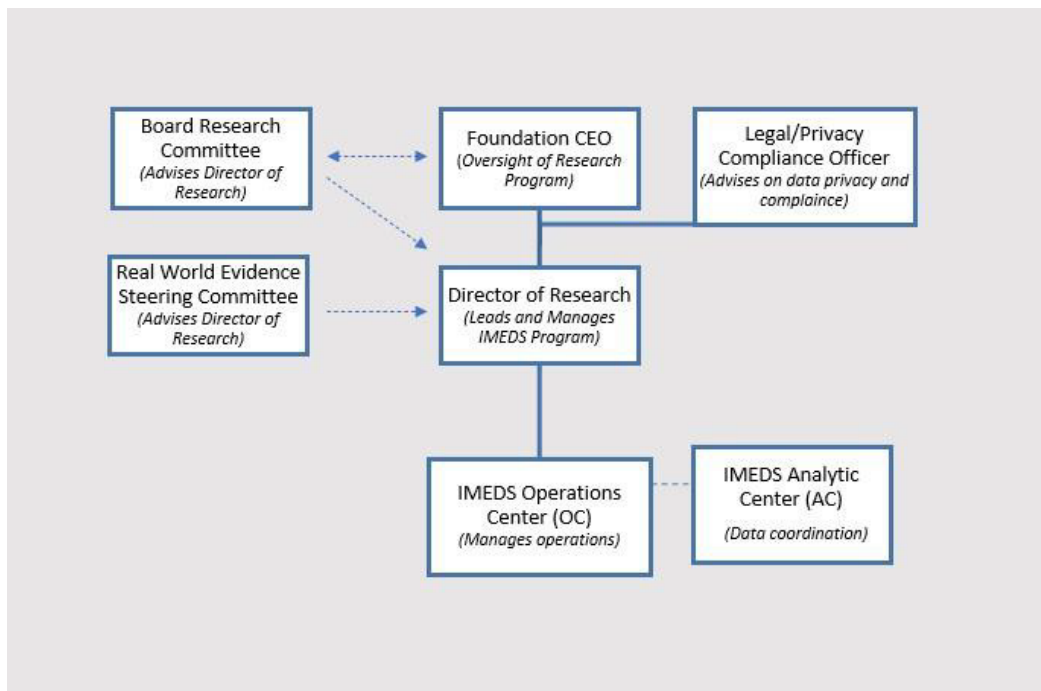 Board Research
Committee
(Advises Director of
Research)
Foundation CEO
(Oversight of Research
Program)
Legal/Privacy
Compliance Officer
(Advises on data privacy and
complaince)
Real World Evidence
Steering Committee
(Advises Director of
Research)
Director of Research
(Leads and Manages
IMEDS Program)
IMEDS Operations
Center (OC)
(Manages operations)
IMEDS Analytic
Center (AC)
(Data coordination)